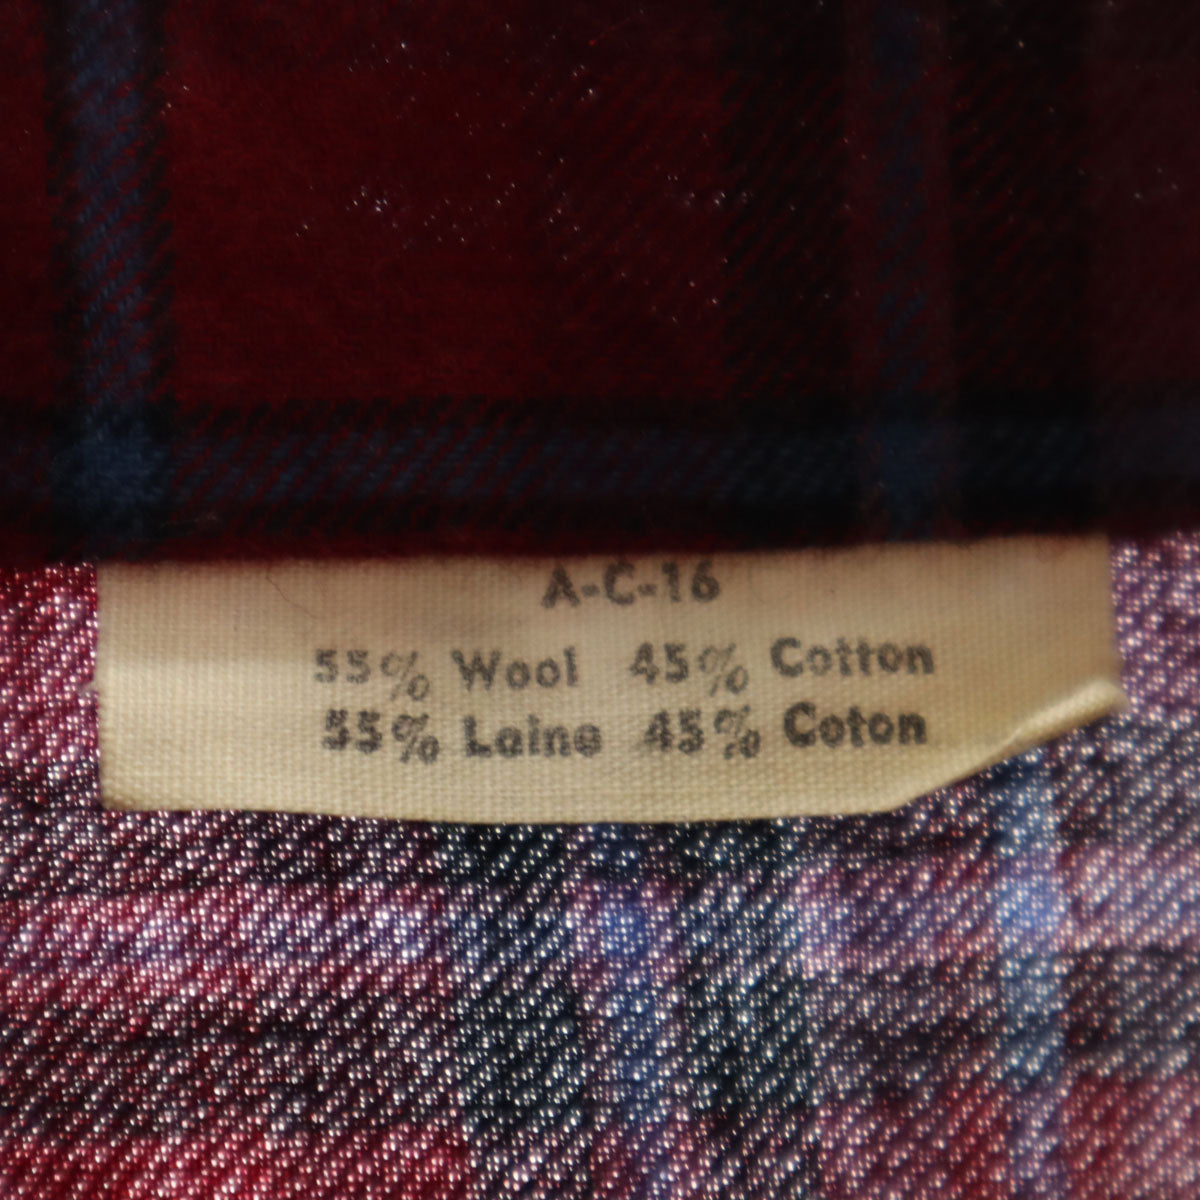 A-C-16
55% Wool 45% Cotton
55% Laine 45% Coton